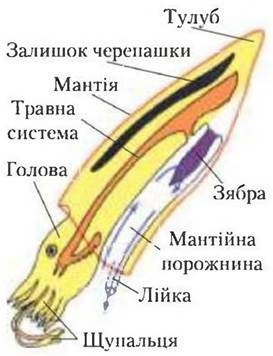 Тулуб
Залишок черепашки
Мантія
Травна
система
Голова
Зябра
Мантійна
порожнина
Лійка
Щупальця